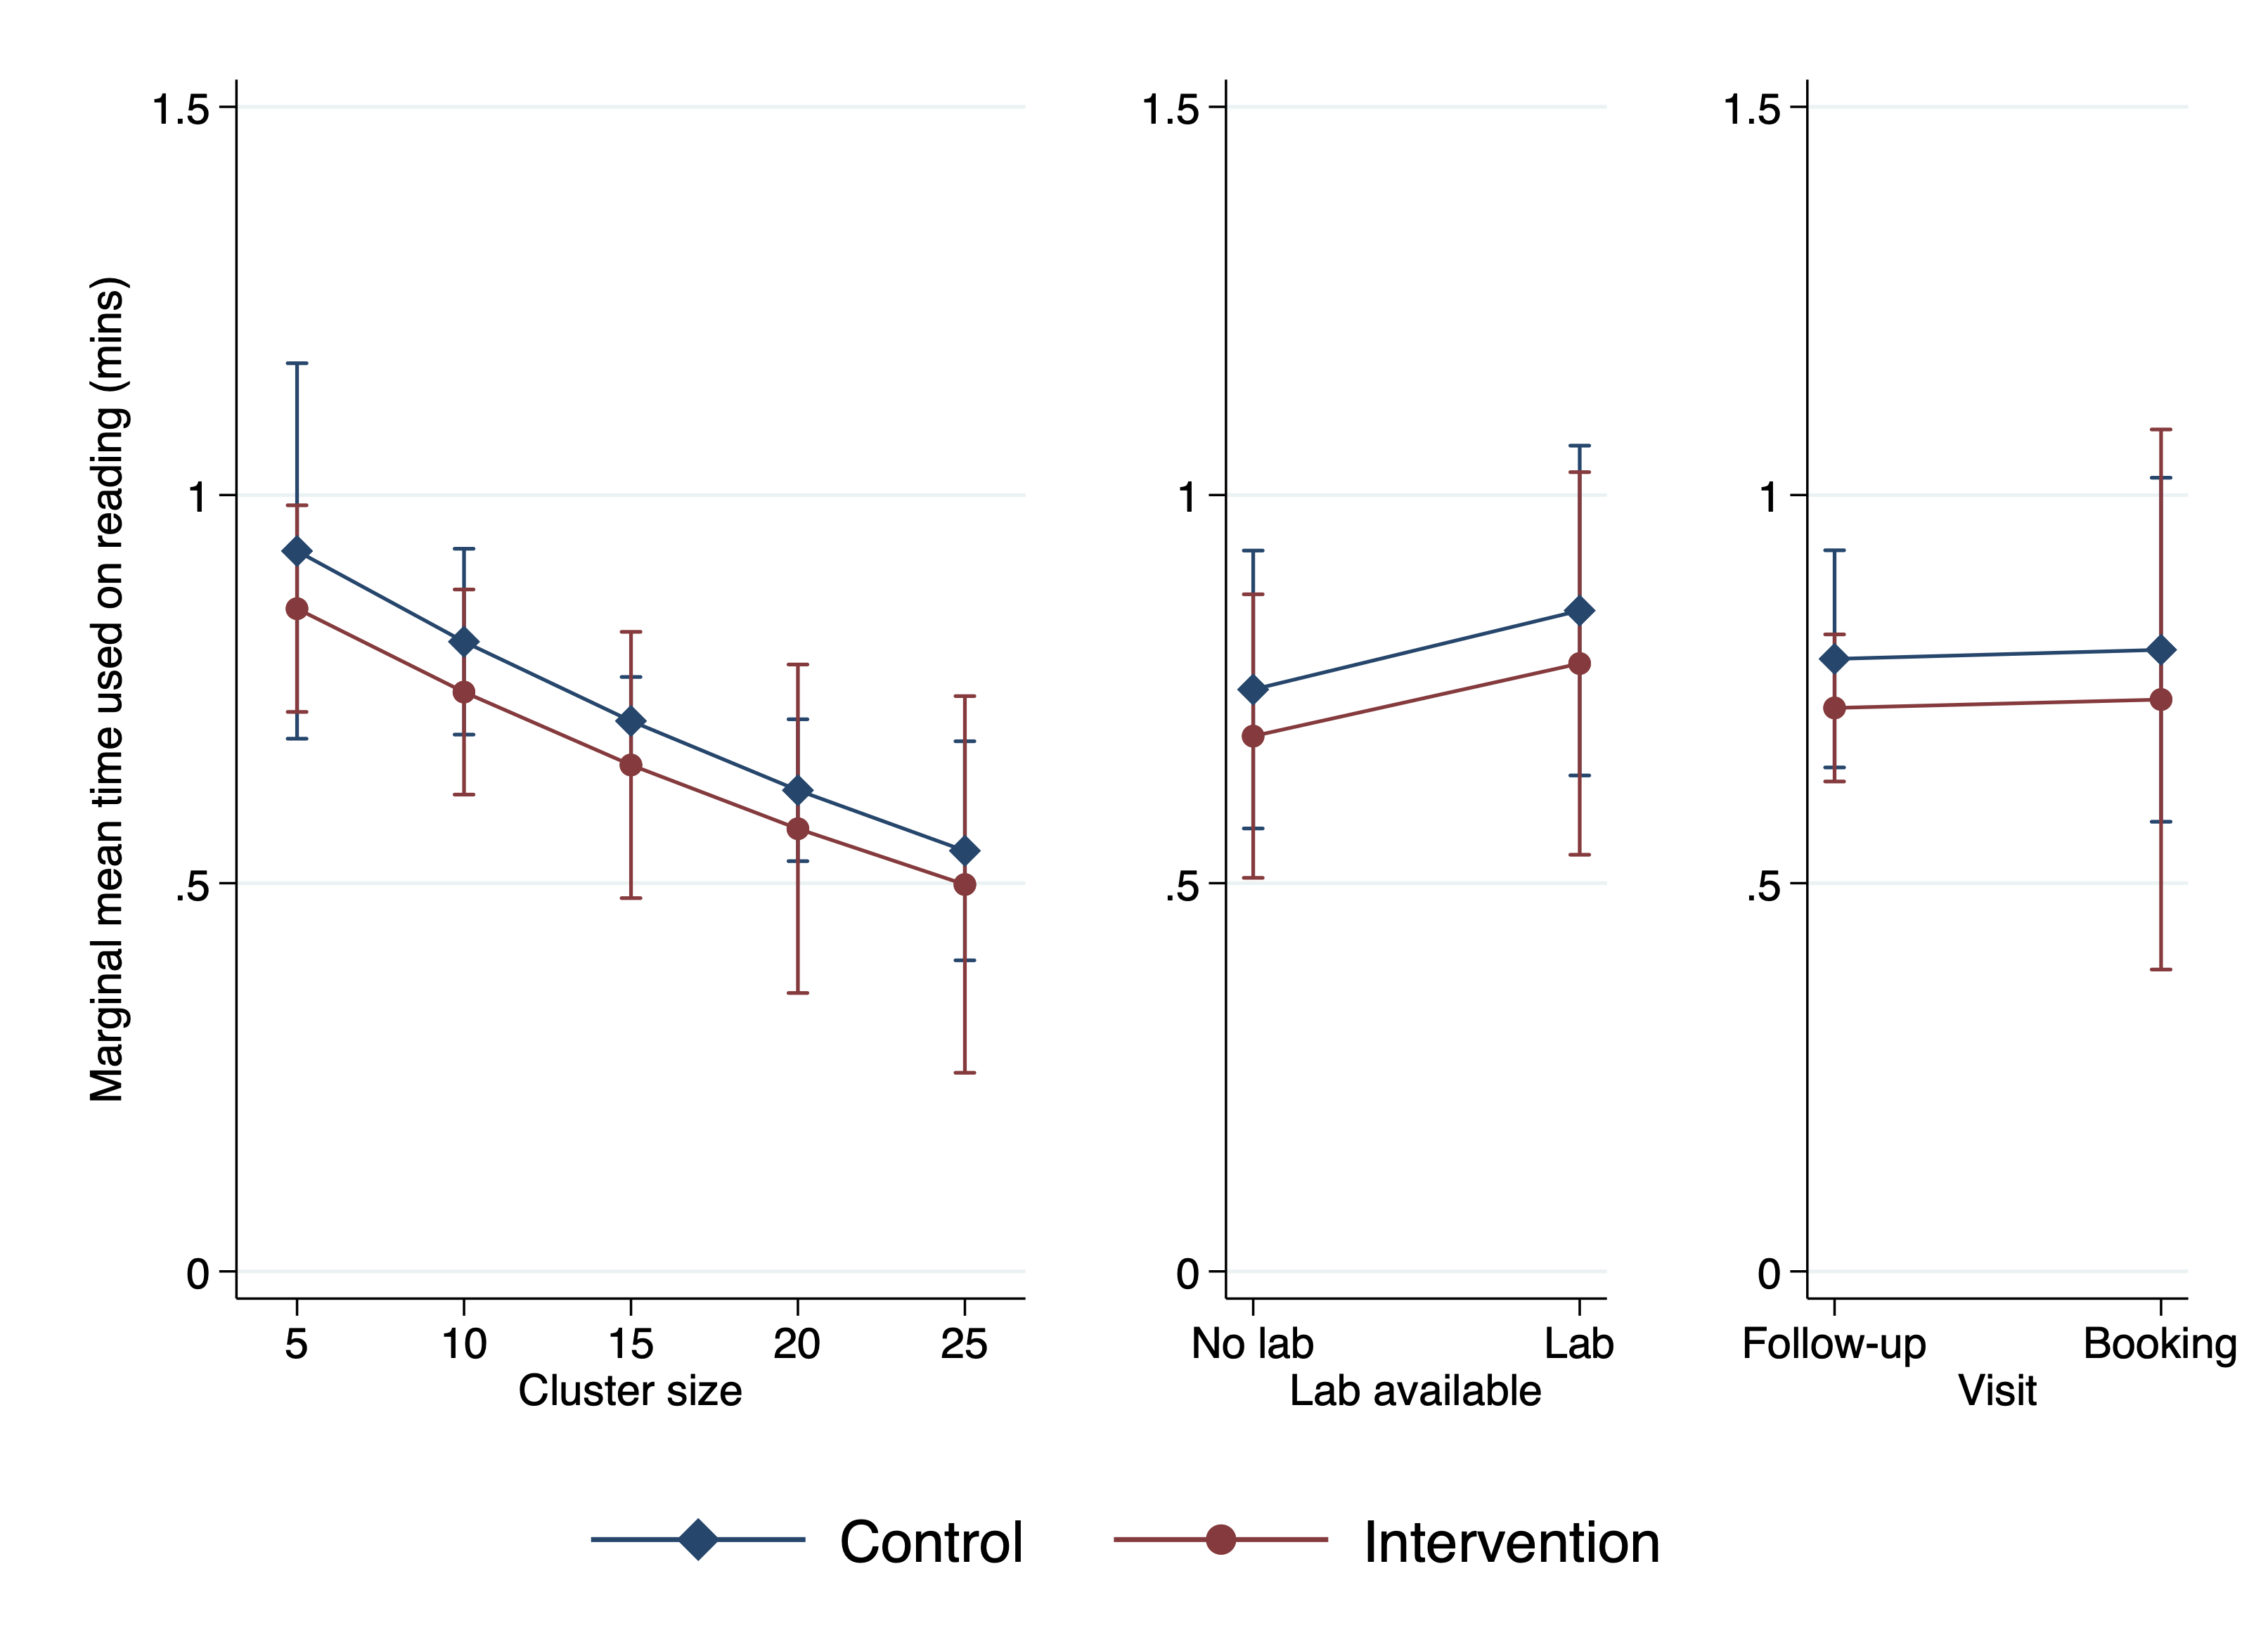 Marginal mean time used on reading (mins)
1.5
1
.5
0
5 10 15 20 25
Cluster size
1.5
1
.5
0
No lab Lab
Lab available
1.5
1
.5
0
Follow-up Booking
Visit
Control Intervention